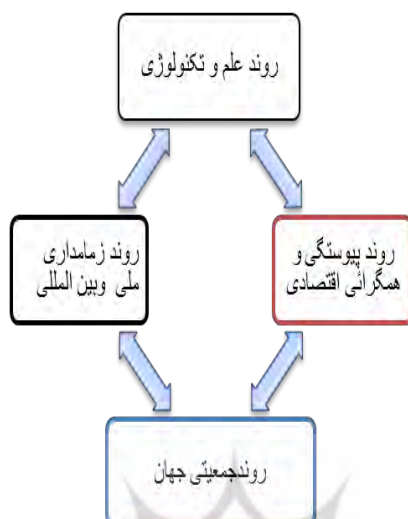 روند علم و تکنولوژی
روند پیوستگی و
همگرائی اقتصادی
روند زمامداری
ملی وبین المللی
روندجمعیتی جهان